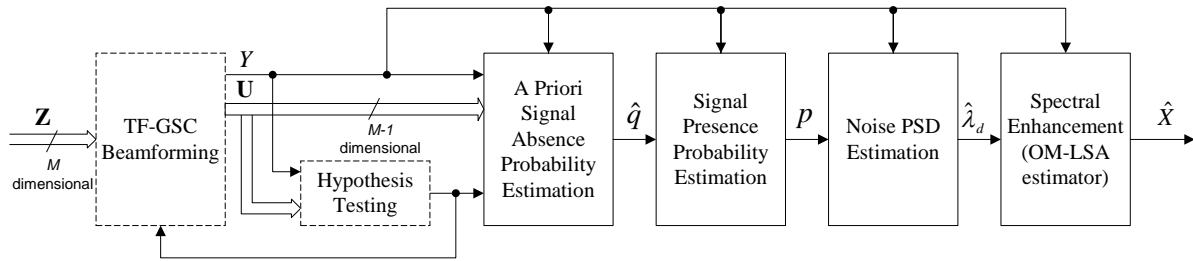 Z
M
dimensional
TF-GSC
Beamforming
Y
U
M-1
dimensional
Hypothesis
Testing
A Priori
Signal
Absence
Probability
Estimation
q̂
Signal
Presence
Probability
Estimation
p
Noise PSD
Estimation
λ̂_d
Spectral
Enhancement
(OM-LSA
estimator)
X̂